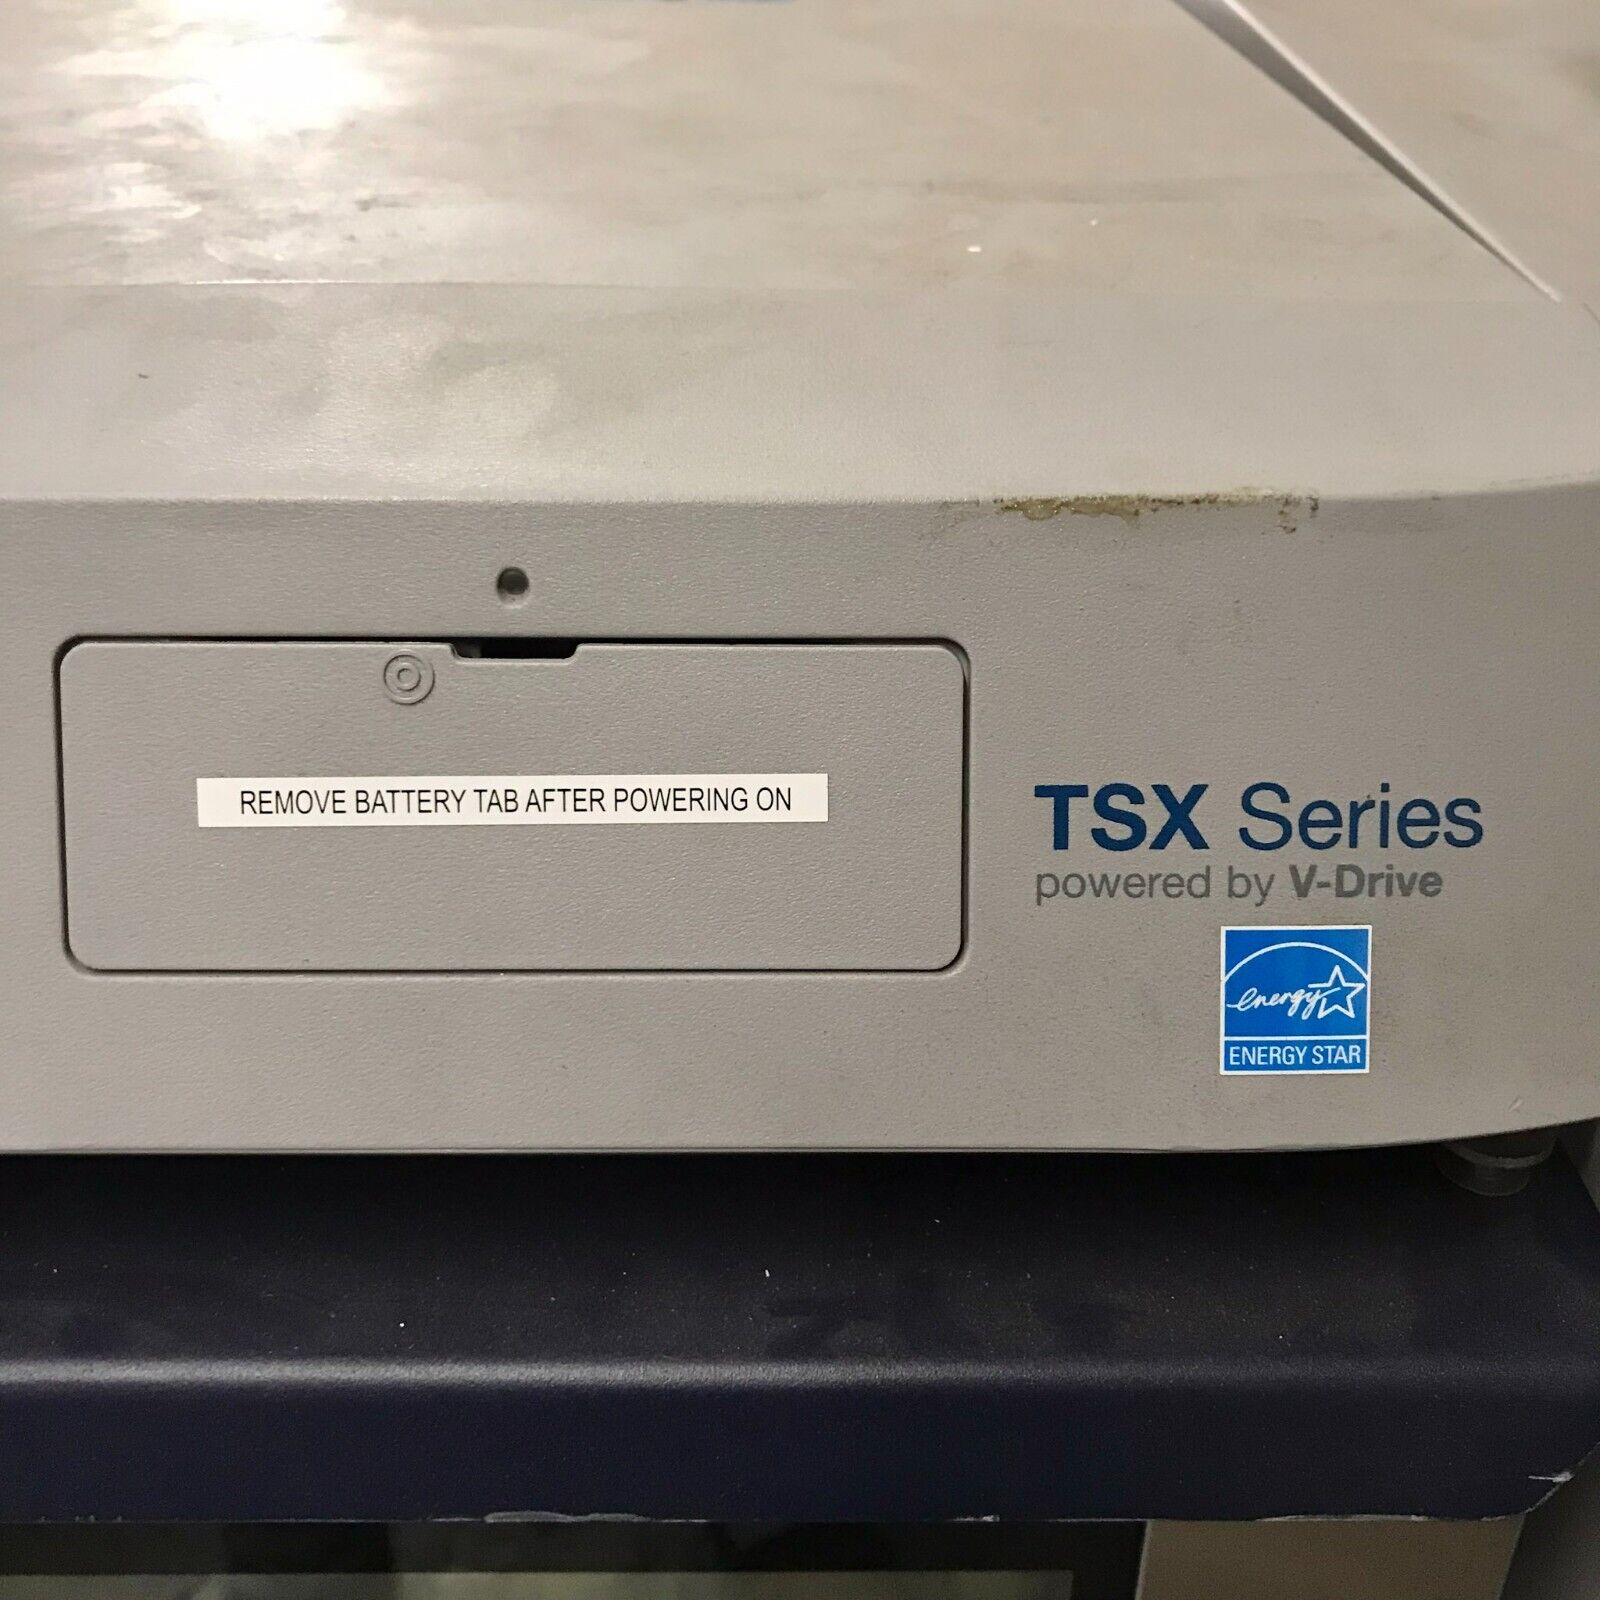 REMOVE BATTERY TAB AFTER POWERING ON
TSX Series
powered by V-Drive
energy
ENERGY STAR